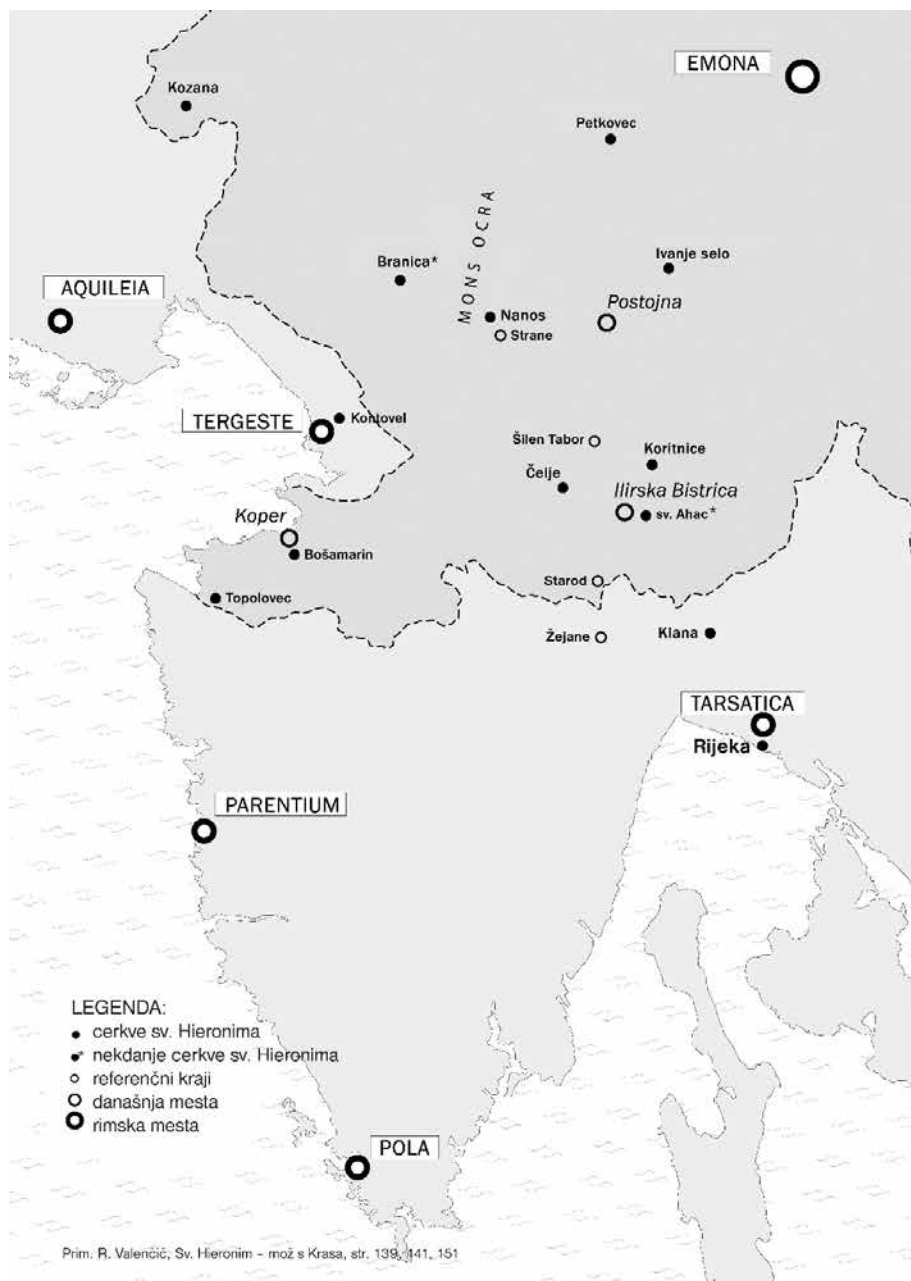 EMONA
Kozana
Petkovec
MONS OCRA
Ivanje selo
Branica*
AQUILEIA
Postojna
Nanos
Strane
TERGESTE
Kontovel
Šilen Tabor
Koritnice
Čelje
Ilirska Bistrica
sv. Ahac*
Koper
Bošamarin
Starod
Topolovec
Žejane
Klana
TARSATICA
Rijeka
PARENTIUM
LEGENDA:
cerkve sv. Hieronima
* nekdanje cerkve sv. Hieronima
referenčni kraji
današnja mesta
rimska mesta
POLA
Prim. R. Valenčič, Sv. Hieronim – mož s Krasa, str. 139, 141, 151